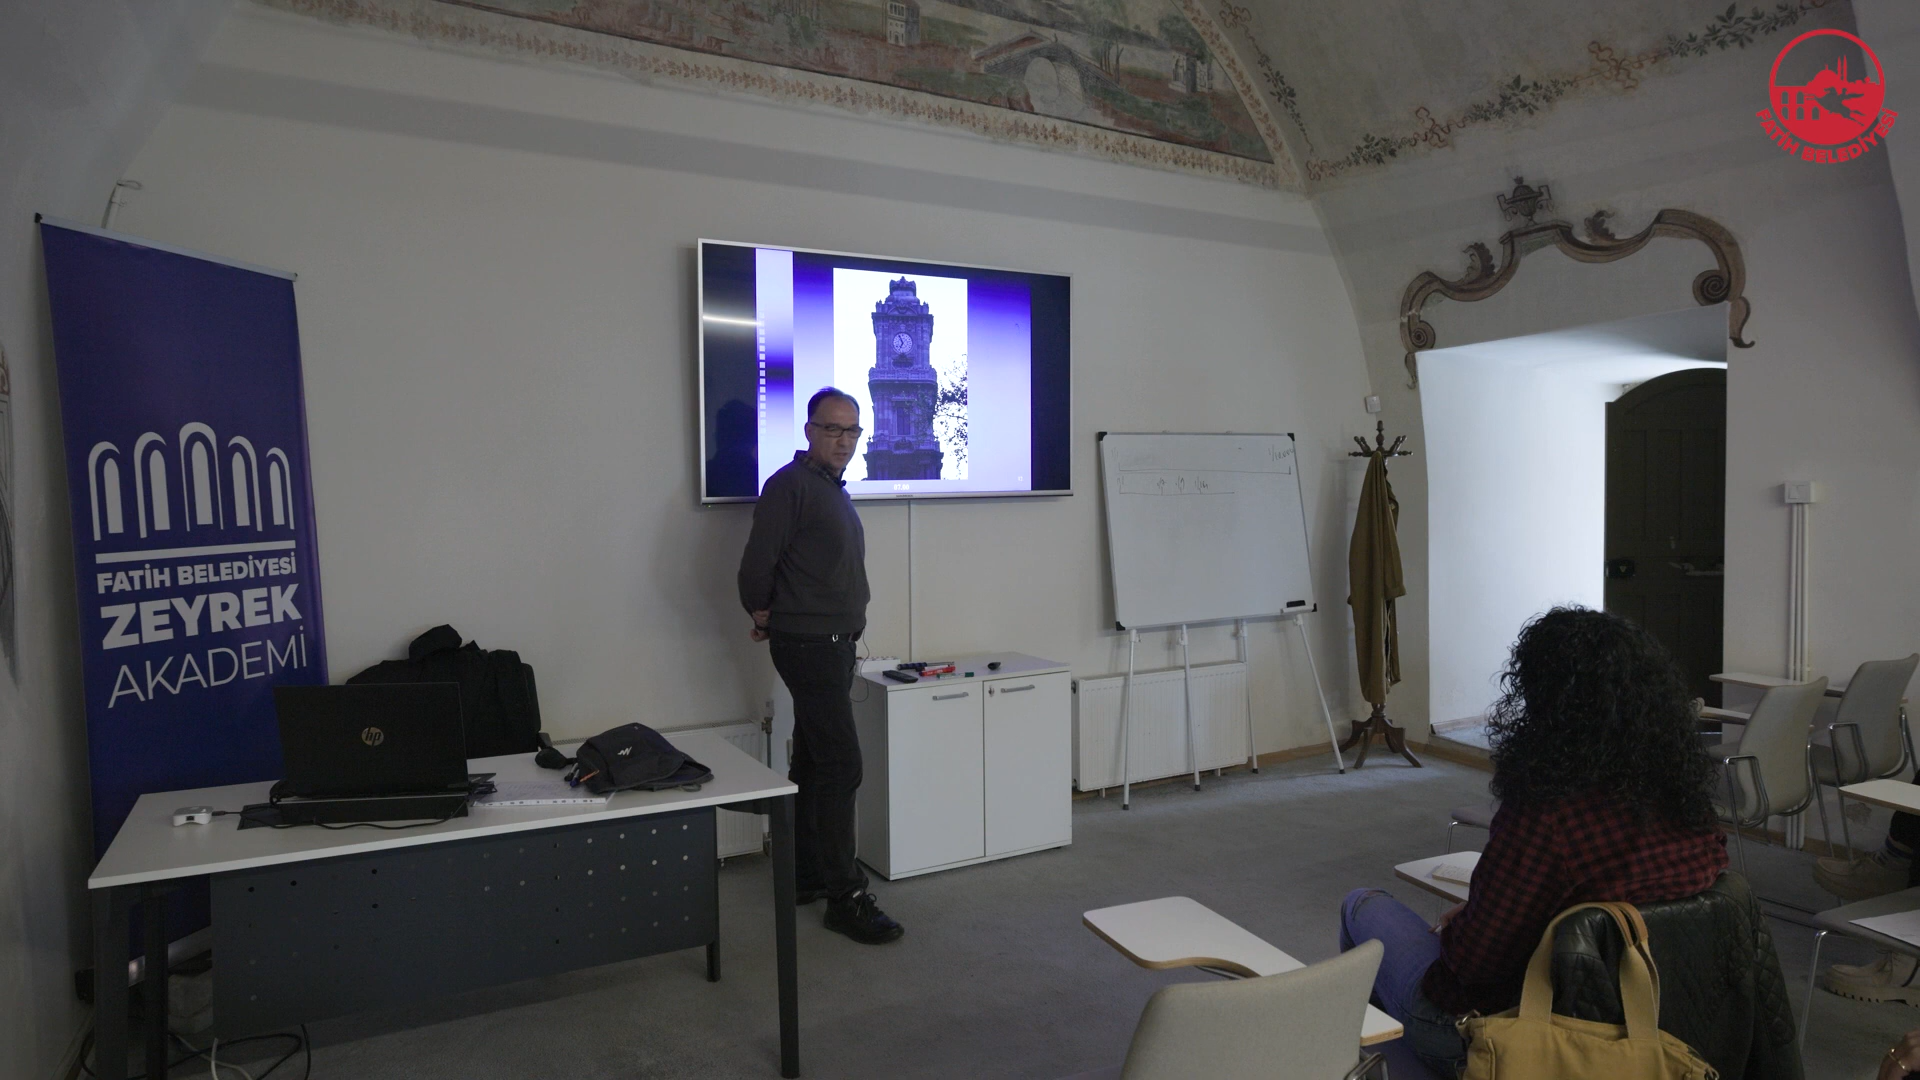 FATİH BELEDİYESİ
FATİH BELEDİYESİ
ZEYREK
AKADEMİ
hp